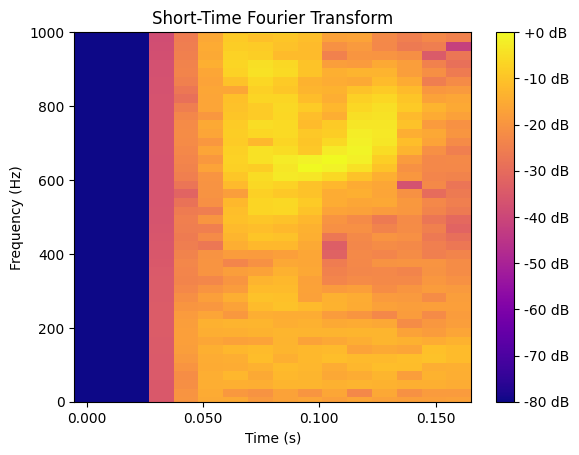 Short-Time Fourier Transform
1000
800
600
400
200
0
Frequency (Hz)
0.000
0.050
0.100
0.150
Time (s)
+0 dB
-10 dB
-20 dB
-30 dB
-40 dB
-50 dB
-60 dB
-70 dB
-80 dB